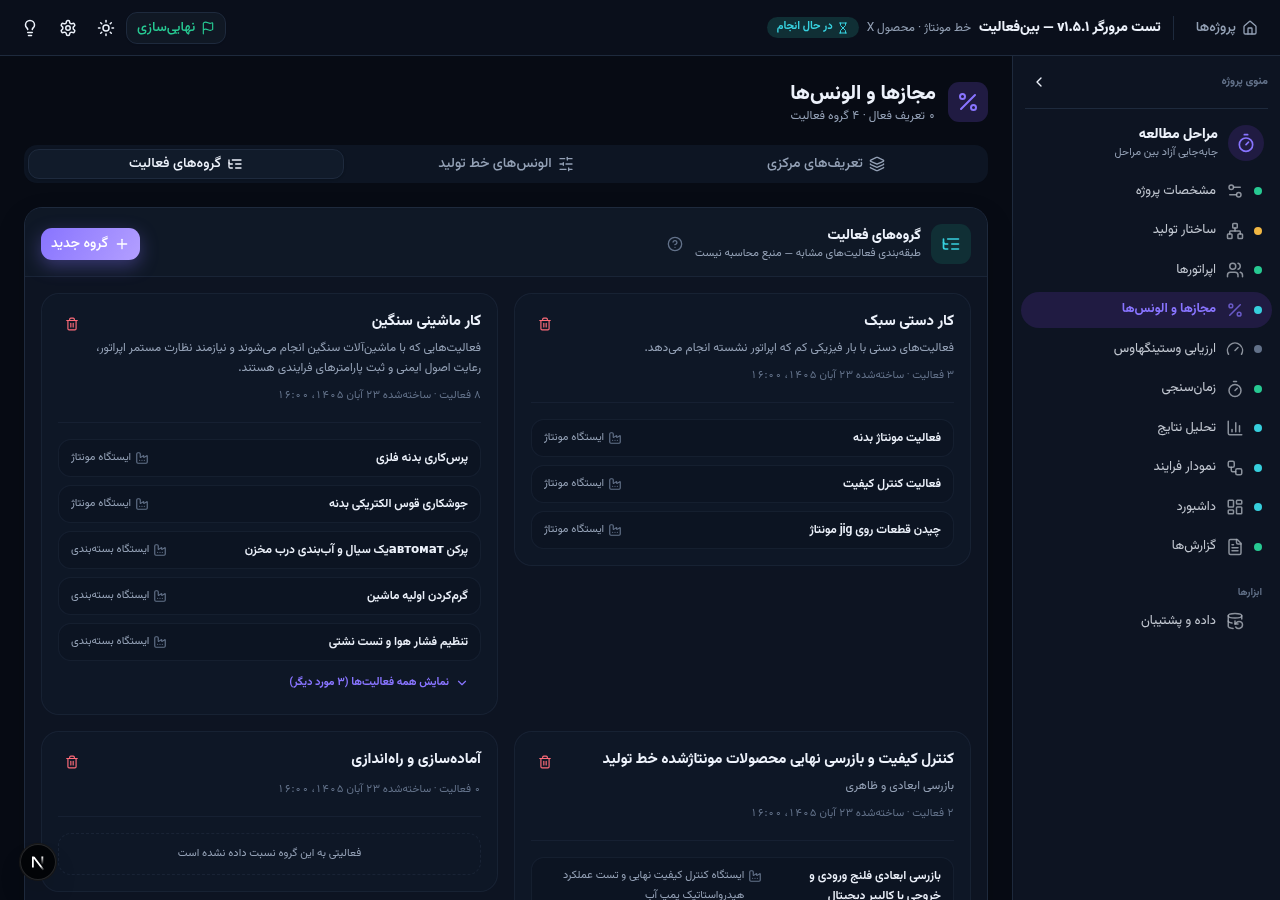 پروژه‌ها
تست مرورگر v1.5.1 — بین‌فعالیت
خط مونتاژ · محصول X
در حال انجام
نهایی‌سازی
منوی پروژه
مراحل مطالعه
جابه‌جایی آزاد بین مراحل
مشخصات پروژه
ساختار تولید
اپراتورها
مجازها و الونس‌ها
ارزیابی وستینگهاوس
زمان‌سنجی
تحلیل نتایج
نمودار فرایند
داشبورد
گزارش‌ها
ابزارها
داده و پشتیبان
مجازها و الونس‌ها
۰ تعریف فعال · ۴ گروه فعالیت
تعریف‌های مرکزی
الونس‌های خط تولید
گروه‌های فعالیت
گروه‌های فعالیت
طبقه‌بندی فعالیت‌های مشابه — منبع محاسبه نیست
گروه جدید
کار دستی سبک
فعالیت‌های دستی با بار فیزیکی کم که اپراتور نشسته انجام می‌دهد.
۳ فعالیت · ساخته‌شده ۲۳ آبان ۱۴۰۵، ۱۶:۰۰
فعالیت مونتاژ بدنه
ایستگاه مونتاژ
فعالیت کنترل کیفیت
ایستگاه مونتاژ
چیدن قطعات روی jig مونتاژ
ایستگاه مونتاژ
کار ماشینی سنگین
فعالیت‌هایی که با ماشین‌آلات سنگین انجام می‌شوند و نیازمند نظارت مستمر اپراتور،
رعایت اصول ایمنی و ثبت پارامترهای فرایندی هستند.
۸ فعالیت · ساخته‌شده ۲۳ آبان ۱۴۰۵، ۱۶:۰۰
پرس‌کاری بدنه فلزی
ایستگاه مونتاژ
جوشکاری قوس الکتریکی بدنه
ایستگاه مونتاژ
پرکن автоматیک سیال و آب‌بندی درب مخزن
ایستگاه بسته‌بندی
گرم‌کردن اولیه ماشین
ایستگاه بسته‌بندی
تنظیم فشار هوا و تست نشتی
ایستگاه بسته‌بندی
نمایش همه فعالیت‌ها (۳ مورد دیگر)
کنترل کیفیت و بازرسی نهایی محصولات مونتاژشده خط تولید
بازرسی ابعادی و ظاهری
۲ فعالیت · ساخته‌شده ۲۳ آبان ۱۴۰۵، ۱۶:۰۰
بازرسی ابعادی فلنج ورودی و
خروجی با کالیپر دیجیتال
ایستگاه کنترل کیفیت نهایی و تست عملکرد
هیدرواستاتیک پمپ آب
آماده‌سازی و راه‌اندازی
۰ فعالیت · ساخته‌شده ۲۳ آبان ۱۴۰۵، ۱۶:۰۰
فعالیتی به این گروه نسبت داده نشده است
N